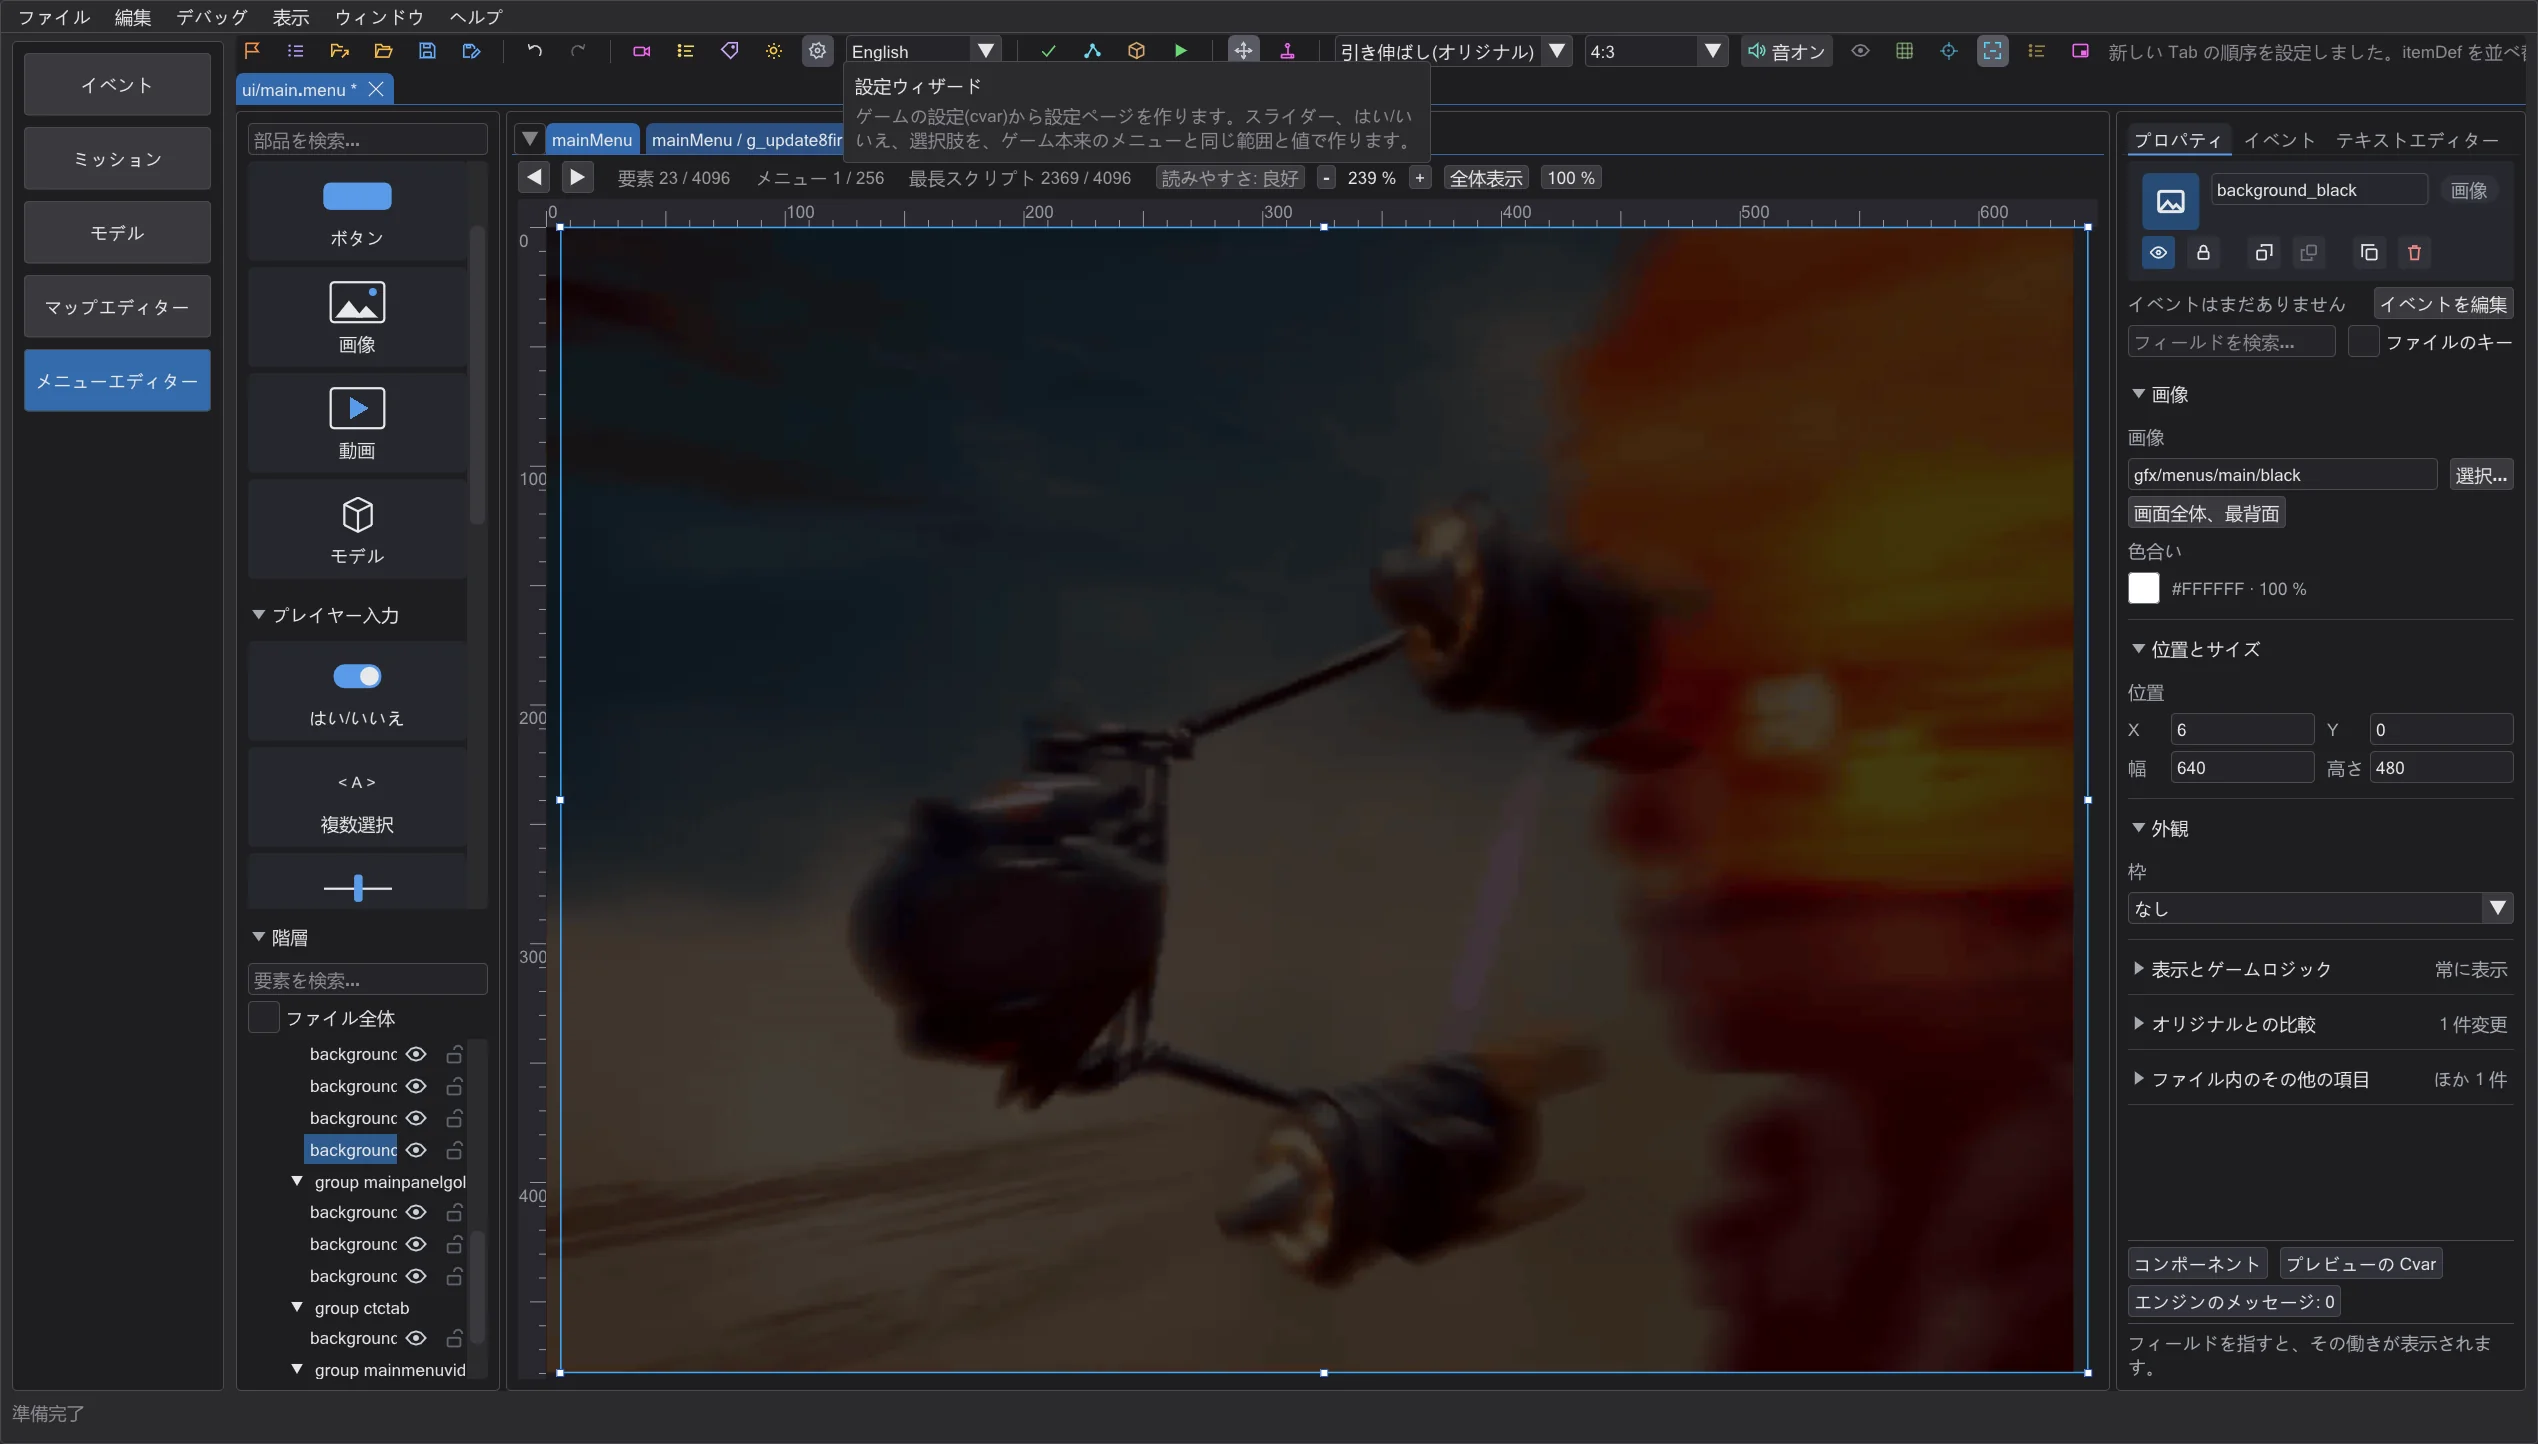 ファイル 編集 デバッグ 表示 ウィンドウ ヘルプ
イベント
ミッション
モデル
マップエディター
メニューエディター
English
引き伸ばし(オリジナル)
4:3
音オン
新しい Tab の順序を設定しました。itemDef を並べ
ui/main.menu *
設定ウィザード
ゲームの設定(cvar)から設定ページを作ります。スライダー、はい/い
いえ、選択肢を、ゲーム本来のメニューと同じ範囲と値で作ります。
部品を検索...
ボタン
画像
動画
モデル
プレイヤー入力
はい/いいえ
< A >
複数選択
階層
要素を検索...
ファイル全体
background
background
background
background
group mainpanelgol
background
background
background
group ctctab
background
group mainmenuvid
mainMenu
mainMenu / g_update8fir
要素 23 / 4096
メニュー 1 / 256
最長スクリプト 2369 / 4096
読みやすさ: 良好
- 239 % +
全体表示
100 %
0 100 200 300 400 500 600
0
100
200
300
400
プロパティ イベント テキストエディター
background_black
画像
イベントはまだありません
イベントを編集
フィールドを検索...
ファイルのキー
画像
画像
gfx/menus/main/black
選択...
画面全体、最背面
色合い
#FFFFFF · 100 %
位置とサイズ
位置
X 6 Y 0
幅 640 高さ 480
外観
枠
なし
表示とゲームロジック 常に表示
オリジナルとの比較 1 件変更
ファイル内のその他の項目 ほか 1 件
コンポーネント
プレビューの Cvar
エンジンのメッセージ: 0
フィールドを指すと、その働きが表示されま
す。
準備完了